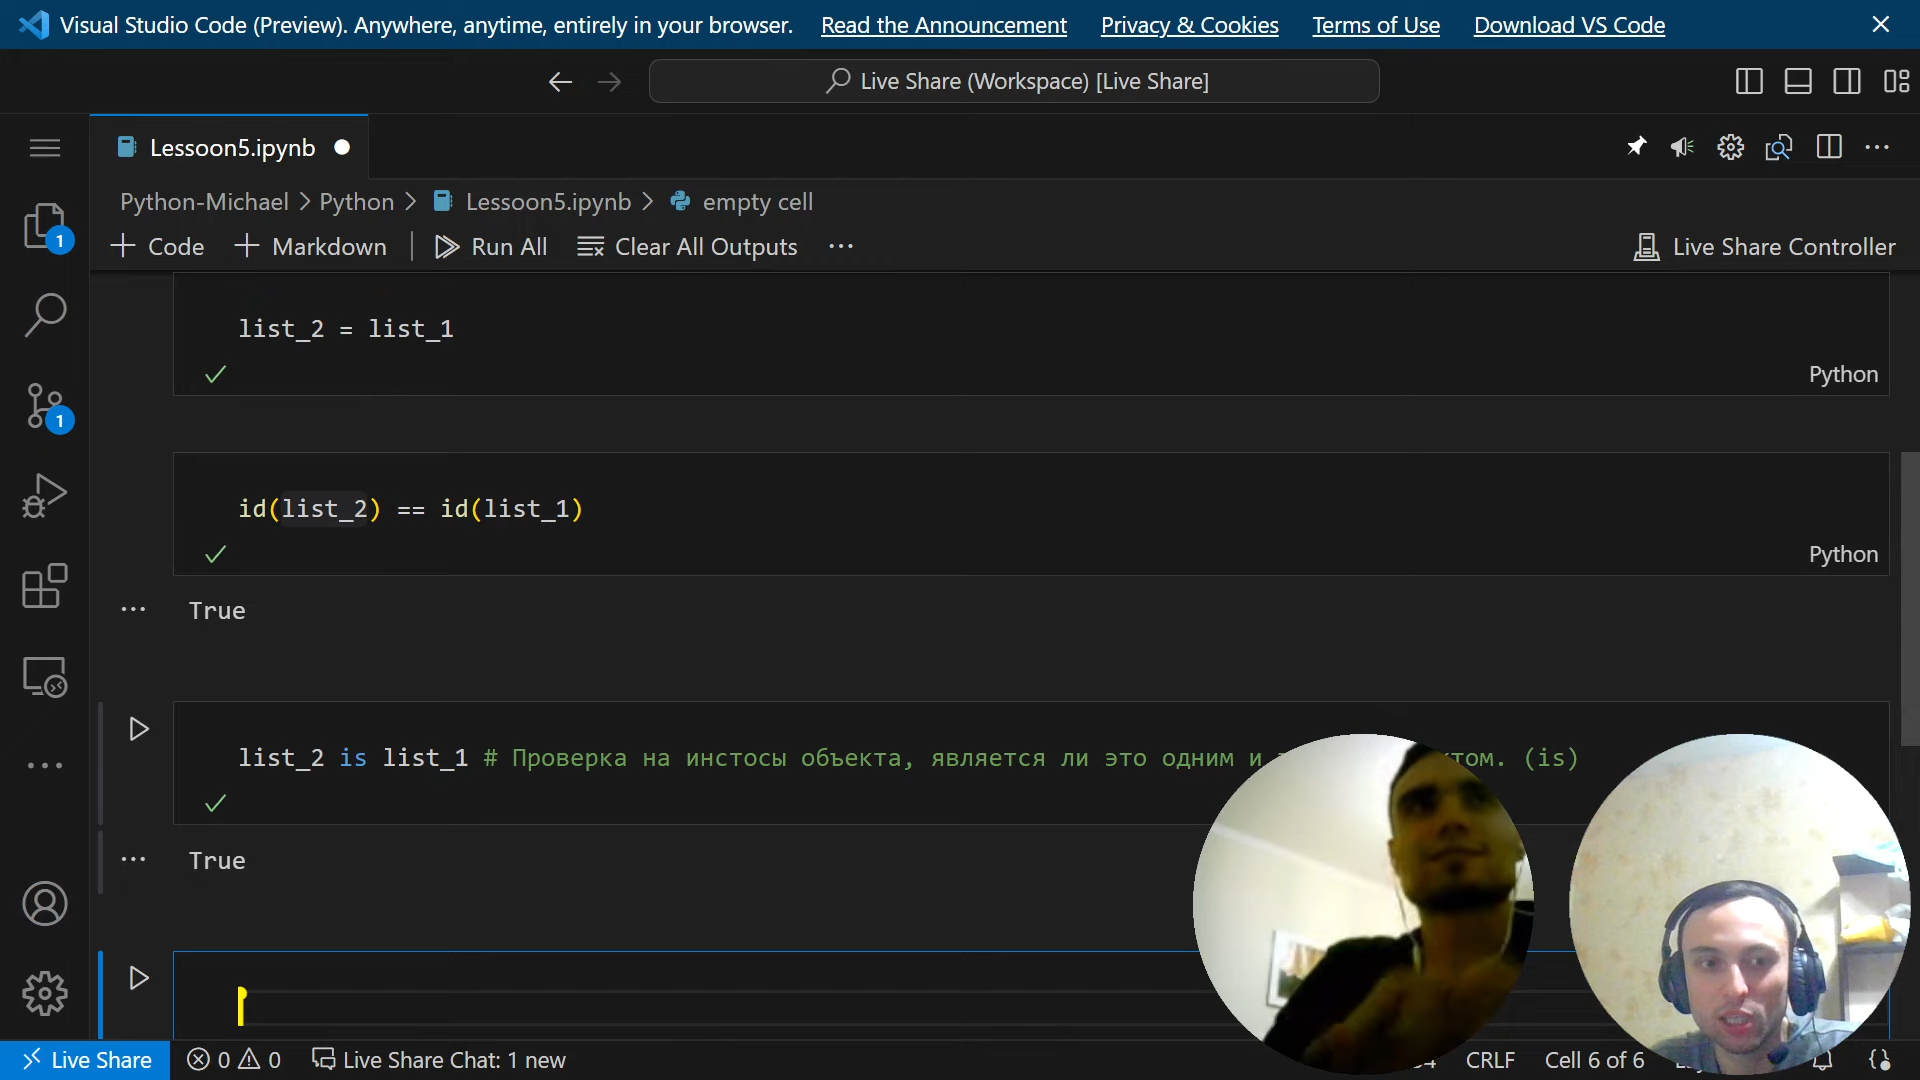 Visual Studio Code (Preview). Anywhere, anytime, entirely in your browser. Read the Announcement Privacy & Cookies Terms of Use Download VS Code
Live Share (Workspace) [Live Share]
Lessoon5.ipynb
Python-Michael > Python > Lessoon5.ipynb > empty cell
+ Code + Markdown Run All Clear All Outputs ... Live Share Controller
list_2 = list_1
Python
1
id(list_2) == id(list_1)
1
Python
True
list_2 is list_1 # Проверка на инстосы объекта, является ли это одним и (is)
True
Live Share 0 0 Live Share Chat: 1 new CRLF Cell 6 of 6